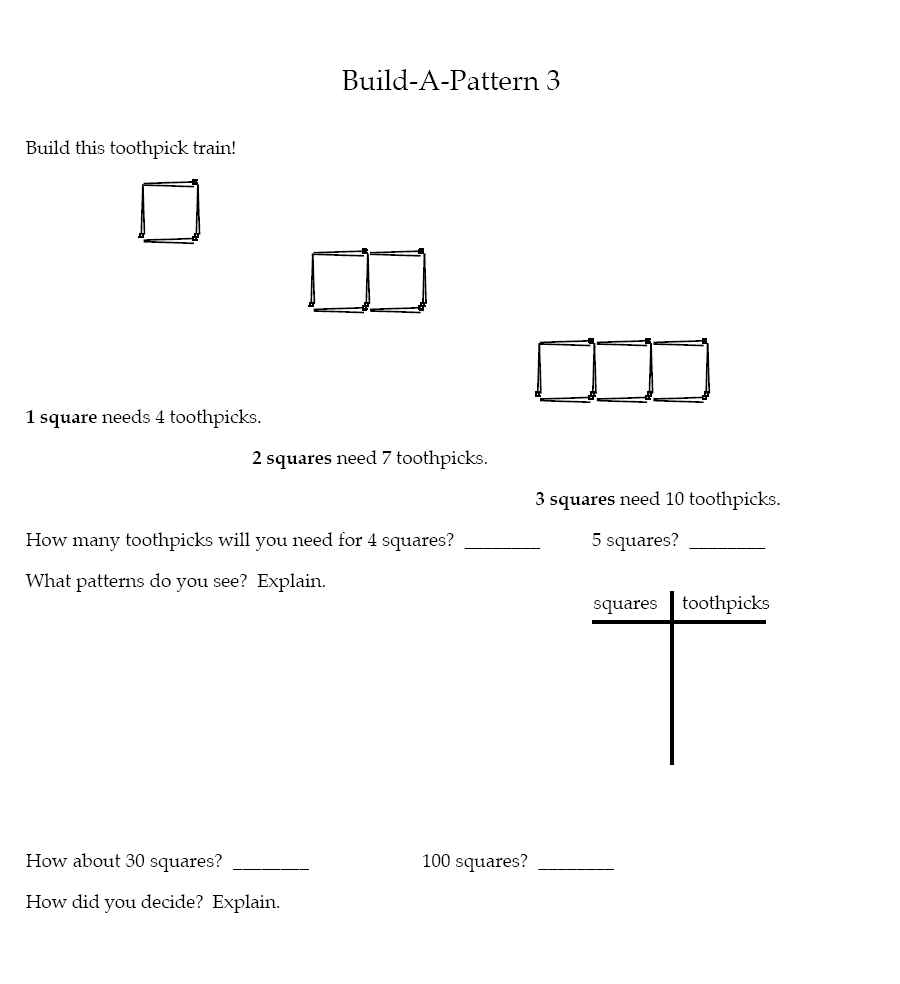 Build-A-Pattern 3
Build this toothpick train!
1 square needs 4 toothpicks.
2 squares need 7 toothpicks.
3 squares need 10 toothpicks.
How many toothpicks will you need for 4 squares? ________ 5 squares? ________
What patterns do you see? Explain.
squares toothpicks
How about 30 squares? ________ 100 squares? ________
How did you decide? Explain.